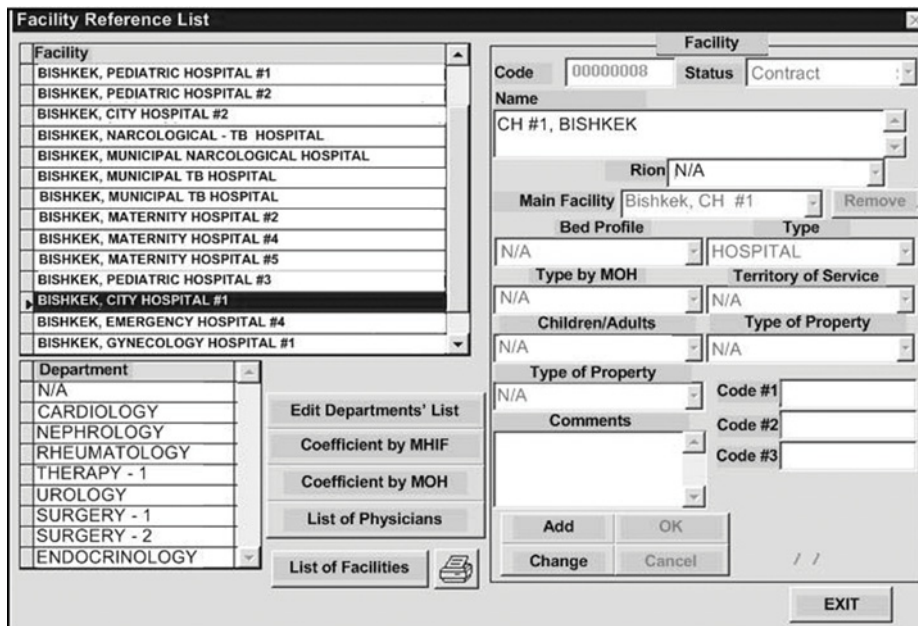 Facility Reference List
Facility
BISHKEK, PEDIATRIC HOSPITAL #1
BISHKEK, PEDIATRIC HOSPITAL #2
BISHKEK, CITY HOSPITAL #2
BISHKEK, NARCOLOGICAL - TB HOSPITAL
BISHKEK, MUNICIPAL NARCOLOGICAL HOSPITAL
BISHKEK, MUNICIPAL TB HOSPITAL
BISHKEK, MUNICIPAL TB HOSPITAL
BISHKEK, MATERNITY HOSPITAL #2
BISHKEK, MATERNITY HOSPITAL #4
BISHKEK, MATERNITY HOSPITAL #5
BISHKEK, PEDIATRIC HOSPITAL #3
BISHKEK, CITY HOSPITAL #1
BISHKEK, EMERGENCY HOSPITAL #4
BISHKEK, GYNECOLOGY HOSPITAL #1
Department
N/A
CARDIOLOGY
NEPHROLOGY
RHEUMATOLOGY
THERAPY - 1
UROLOGY
SURGERY - 1
SURGERY - 2
ENDOCRINOLOGY
Edit Departments' List
Coefficient by MHIF
Coefficient by MOH
List of Physicians
List of Facilities
Facility
Code 00000008 Status Contract
Name
CH #1, BISHKEK
Rion N/A
Main Facility Bishkek, CH #1 Remove
Bed Profile Type
N/A HOSPITAL
Type by MOH Territory of Service
N/A N/A
Children/Adults Type of Property
N/A N/A
Type of Property
N/A Code #1
Comments Code #2
Code #3
Add OK
Change Cancel / /
EXIT